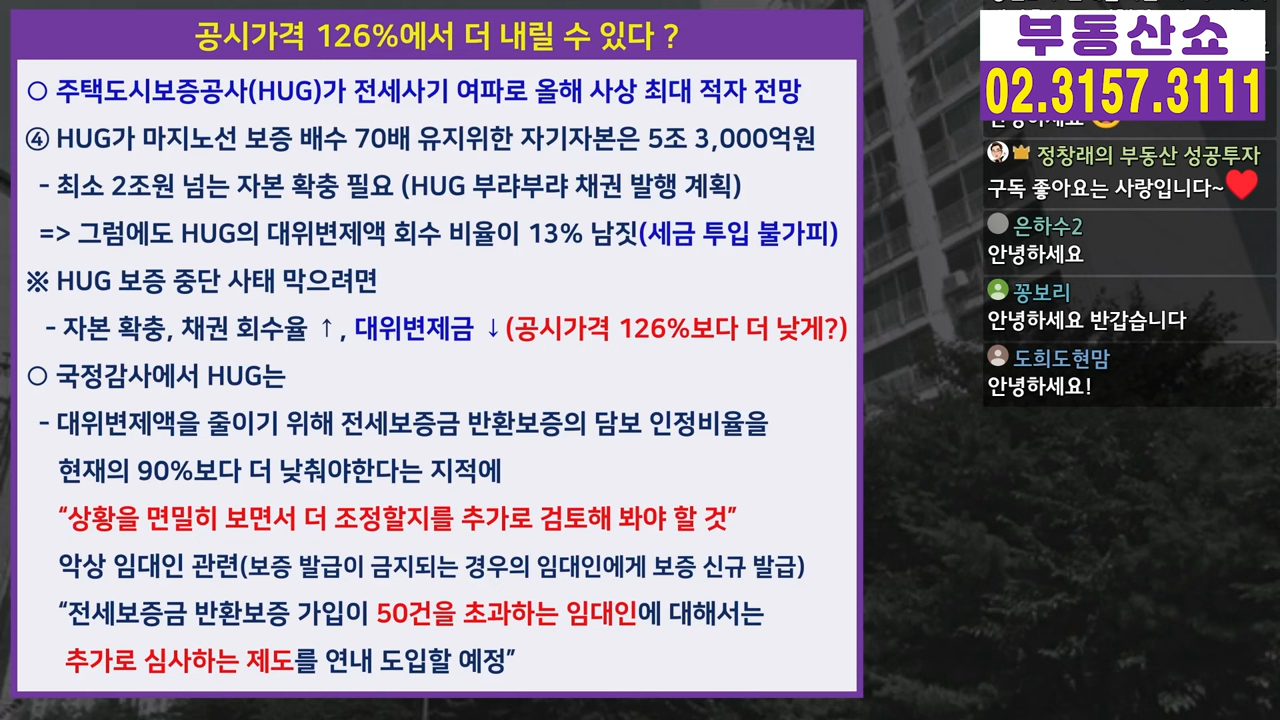 공시가격 126%에서 더 내릴 수 있다 ?
○ 주택도시보증공사(HUG)가 전세사기 여파로 올해 사상 최대 적자 전망
④ HUG가 마지노선 보증 배수 70배 유지위한 자기자본은 5조 3,000억원
- 최소 2조원 넘는 자본 확충 필요 (HUG 부랴부랴 채권 발행 계획)
=> 그럼에도 HUG의 대위변제액 회수 비율이 13% 남짓(세금 투입 불가피)
※ HUG 보증 중단 사태 막으려면
- 자본 확충, 채권 회수율 ↑, 대위변제금 ↓(공시가격 126%보다 더 낮게?)
○ 국정감사에서 HUG는
- 대위변제액을 줄이기 위해 전세보증금 반환보증의 담보 인정비율을
현재의 90%보다 더 낮춰야한다는 지적에
“상황을 면밀히 보면서 더 조정할지를 추가로 검토해 봐야 할 것”
악상 임대인 관련(보증 발급이 금지되는 경우의 임대인에게 보증 신규 발급)
“전세보증금 반환보증 가입이 50건을 초과하는 임대인에 대해서는
추가로 심사하는 제도를 연내 도입할 예정”
부동산쇼
02.3157.3111
안녕하세요
정창래의 부동산 성공투자
구독 좋아요는 사랑입니다~
은하수2
안녕하세요
꽁보리
안녕하세요 반갑습니다
도희도현맘
안녕하세요!